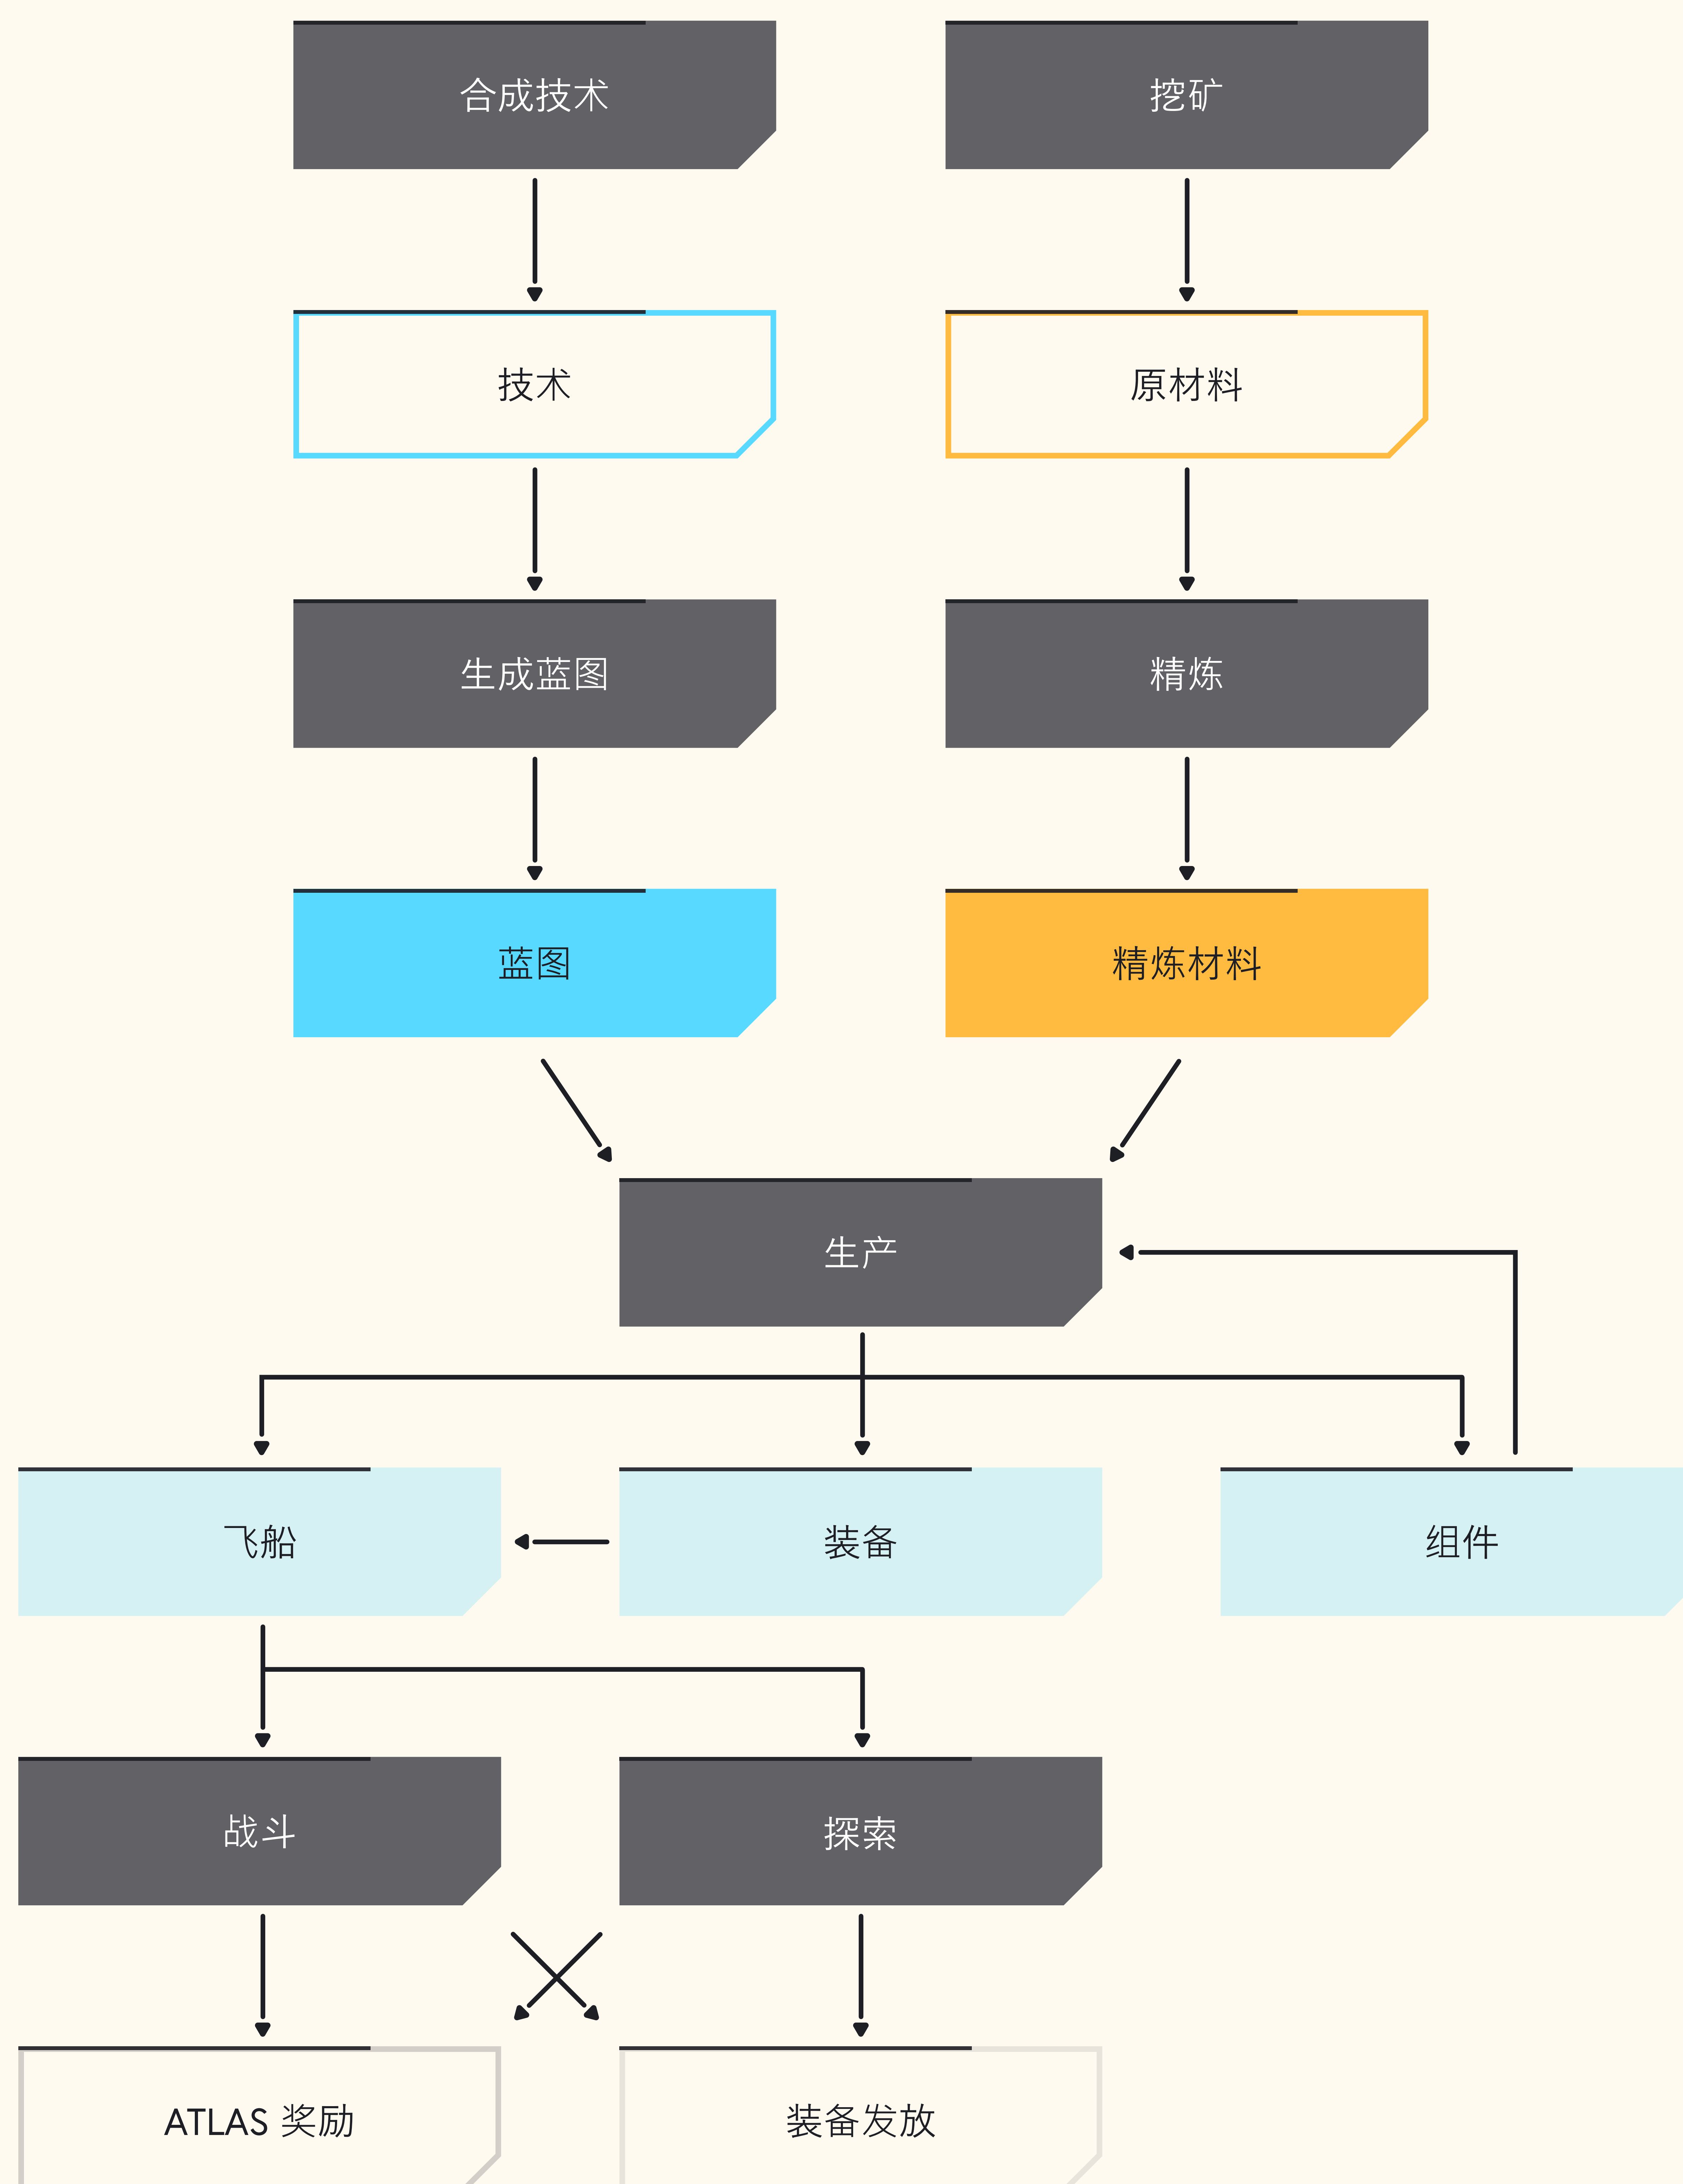 合成技术
挖矿
技术
原材料
生成蓝图
精炼
蓝图
精炼材料
生产
飞船
装备
组件
战斗
探索
ATLAS 奖励
装备发放